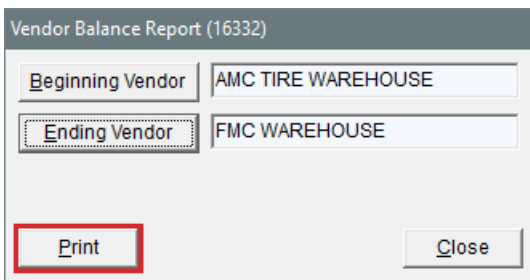 Vendor Balance Report (16332)
Beginning Vendor AMC TIRE WAREHOUSE
Ending Vendor FMC WAREHOUSE
Print Close